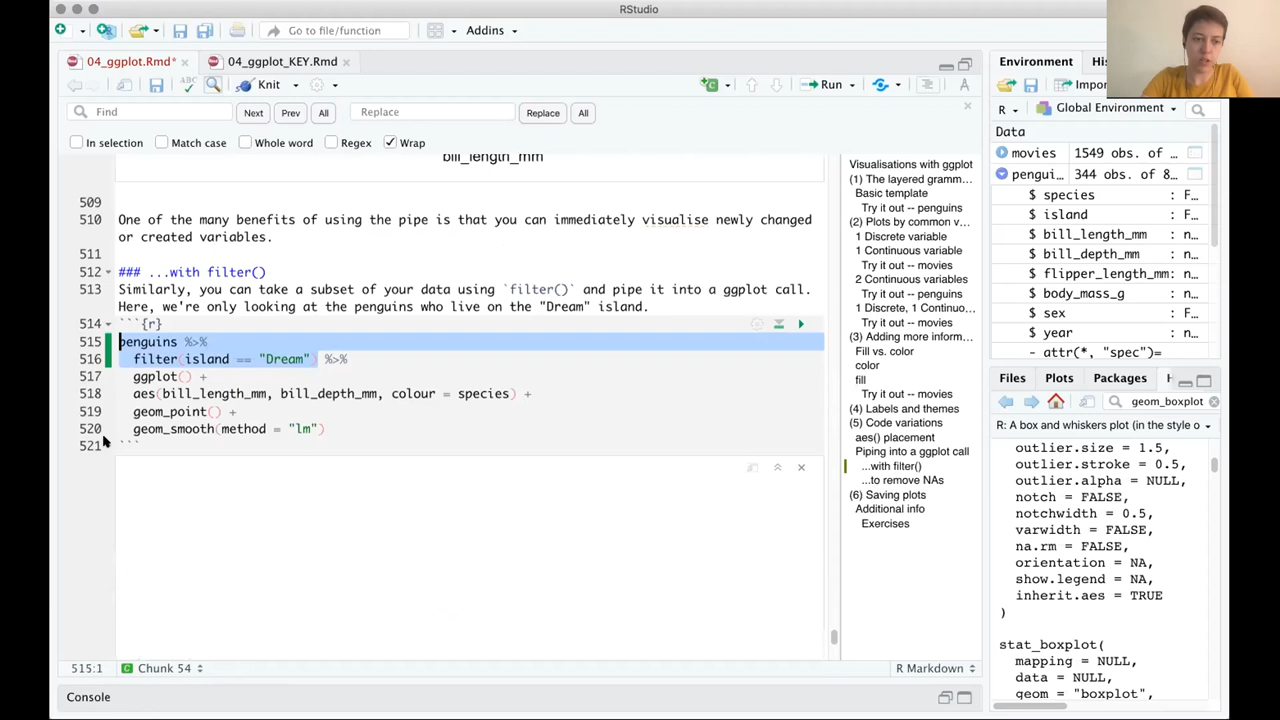 RStudio
Go to file/function
Addins
04_ggplot.Rmd*
04_ggplot_KEY.Rmd
Environment
ABC
Knit
Run
Find
Next
Prev
All
Replace
Replace
All
In selection
Match case
Whole word
Regex
Wrap
R
Global Environment
Data
movies 1549 obs. of …
pengui… 344 obs. of 8…
$ species : F…
$ island : F…
$ bill_length_mm : n…
$ bill_depth_mm : n…
$ flipper_length_mm: n…
$ body_mass_g : n…
$ sex : F…
$ year : n…
- attr(*, "spec")=
bill_length_mm
509
510 One of the many benefits of using the pipe is that you can immediately visualise newly changed
or created variables.
511
512 ### ...with filter()
513 Similarly, you can take a subset of your data using `filter()` and pipe it into a ggplot call.
Here, we're only looking at the penguins who live on the "Dream" island.
514 ```{r}
515 penguins %>%
516 filter(island == "Dream") %>%
517 ggplot() +
518 aes(bill_length_mm, bill_depth_mm, colour = species) +
519 geom_point() +
520 geom_smooth(method = "lm")
521 ```
Visualisations with ggplot
(1) The layered gramm…
Basic template
Try it out -- penguins
(2) Plots by common v…
1 Discrete variable
1 Continuous variable
Try it out -- movies
2 Continuous variables
Try it out -- penguins
1 Discrete, 1 Continuo…
Try it out -- movies
(3) Adding more inform…
Fill vs. color
color
fill
Try it out -- movies
(4) Labels and themes
(5) Code variations
aes() placement
Piping into a ggplot call
...with filter()
...to remove NAs
(6) Saving plots
Additional info
Exercises
Files
Plots
Packages
geom_boxplot
R: A box and whiskers plot (in the style o
outlier.size = 1.5,
outlier.stroke = 0.5,
outlier.alpha = NULL,
notch = FALSE,
notchwidth = 0.5,
varwidth = FALSE,
na.rm = FALSE,
orientation = NA,
show.legend = NA,
inherit.aes = TRUE
)
stat_boxplot(
mapping = NULL,
data = NULL,
geom = "boxplot",
515:1
Chunk 54
R Markdown
Console